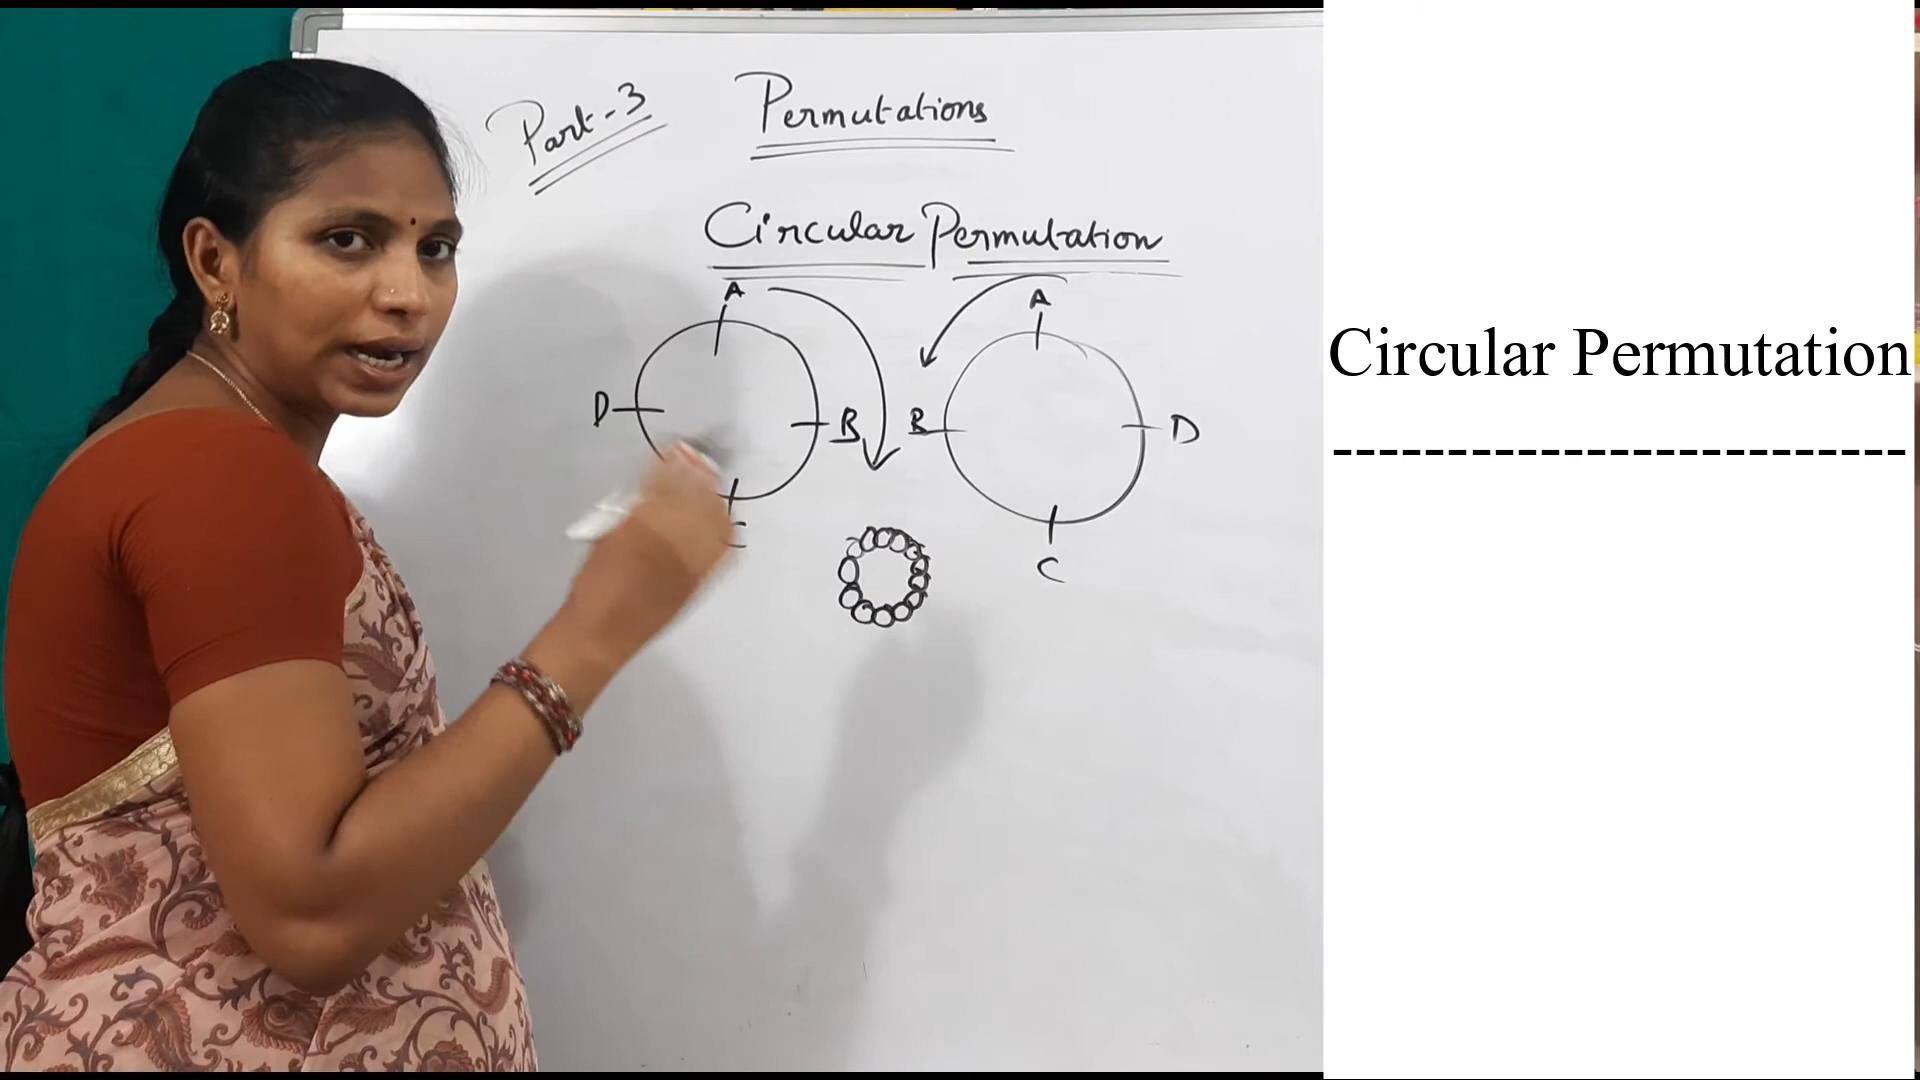 Part-3
Permutations
Circular Permutation
A
A
D
B
B
D
C
C
Circular Permutation
-------------------------